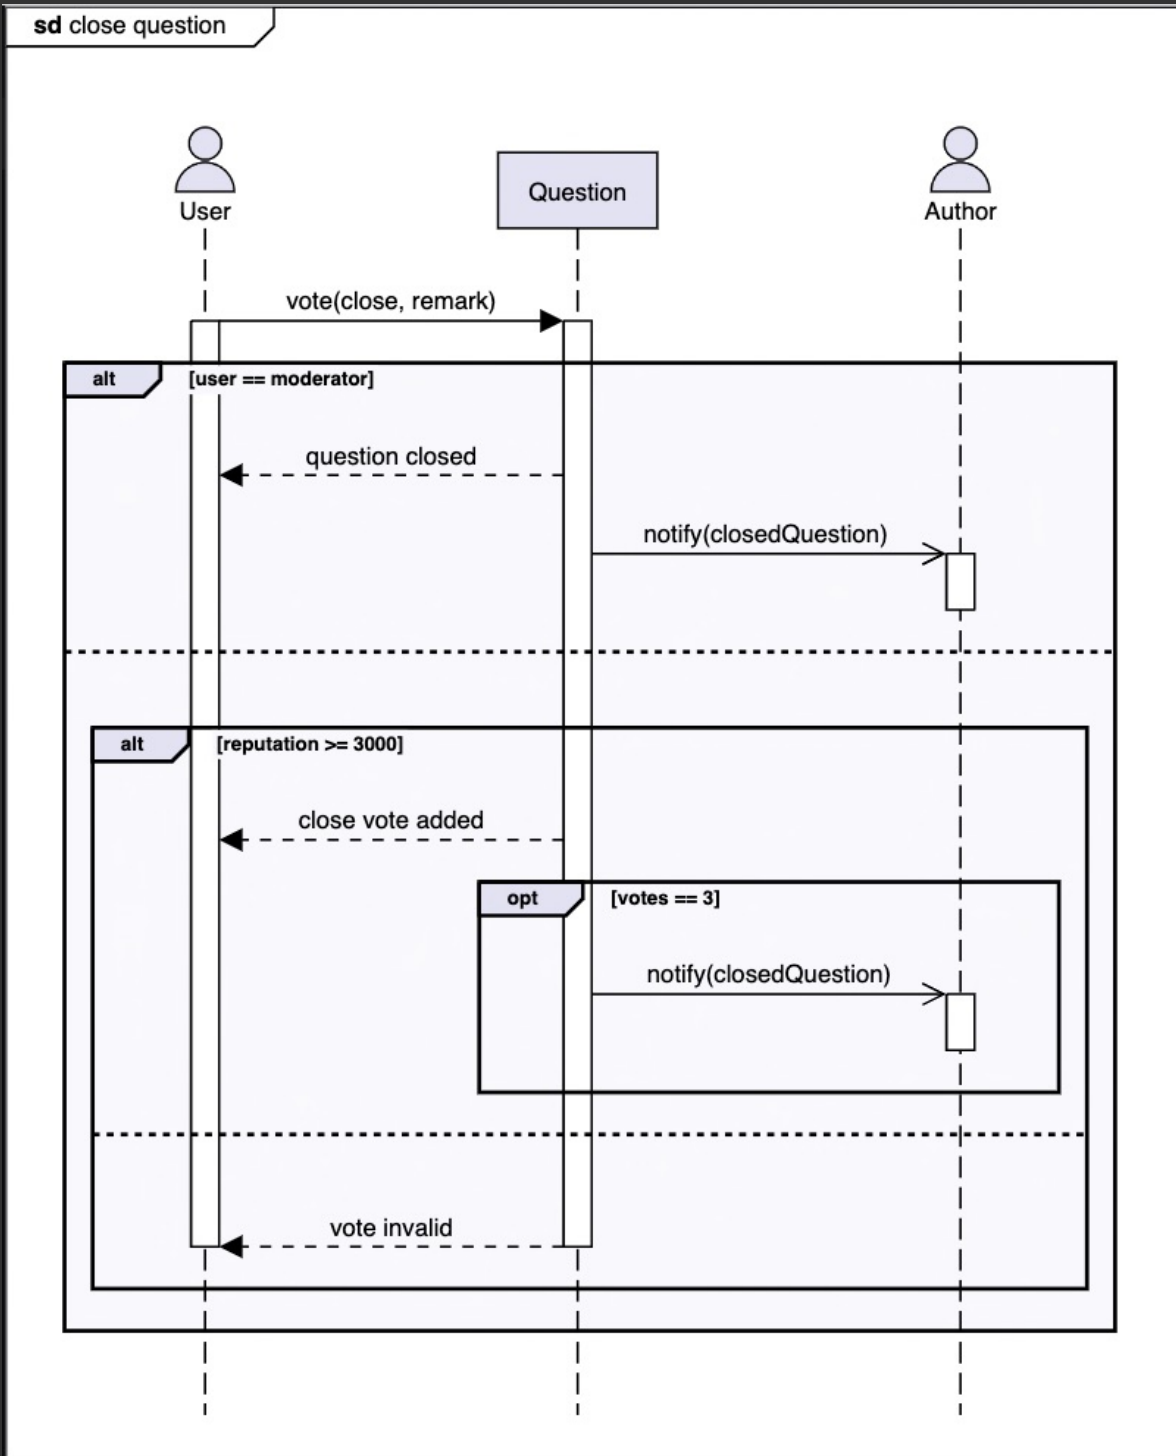 sd close question
User
Question
Author
vote(close, remark)
alt [user == moderator]
question closed
notify(closedQuestion)
alt [reputation >= 3000]
close vote added
opt [votes == 3]
notify(closedQuestion)
vote invalid